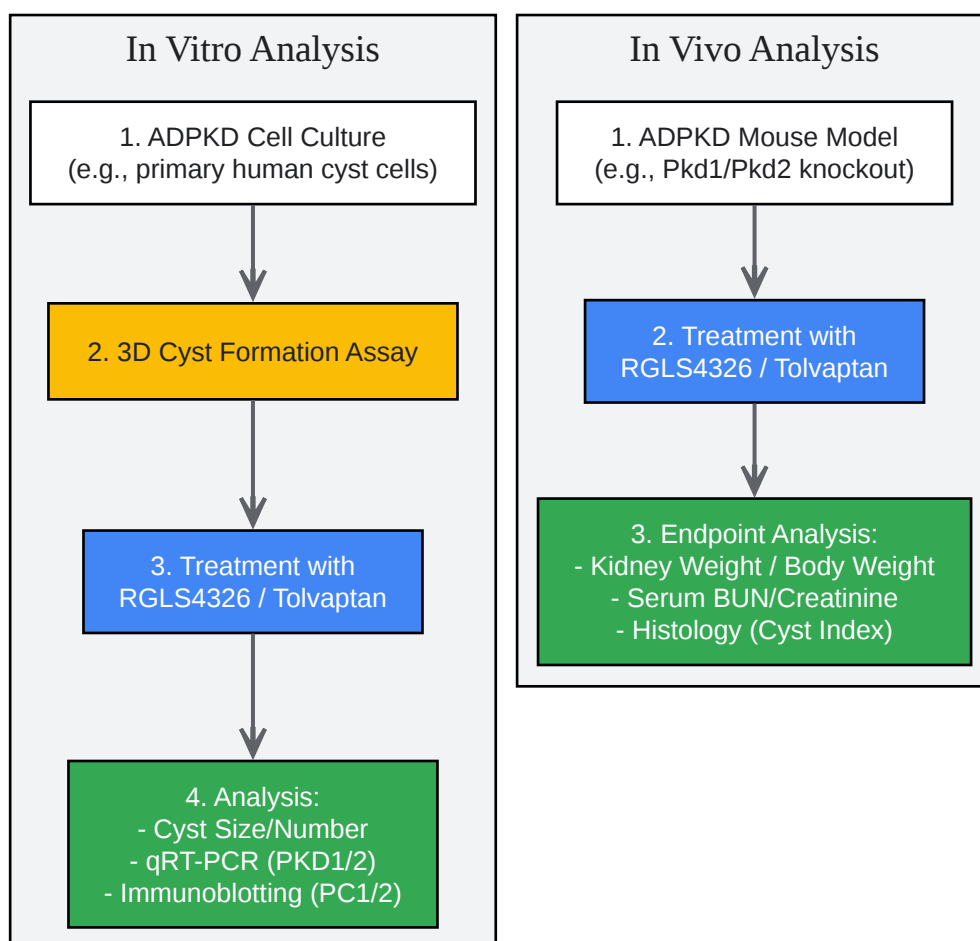 In Vitro Analysis
1. ADPKD Cell Culture
(e.g., primary human cyst cells)
2. 3D Cyst Formation Assay
3. Treatment with
RGLS4326 / Tolvaptan
4. Analysis:
- Cyst Size/Number
- qRT-PCR (PKD1/2)
- Immunoblotting (PC1/2)
In Vivo Analysis
1. ADPKD Mouse Model
(e.g., Pkd1/Pkd2 knockout)
2. Treatment with
RGLS4326 / Tolvaptan
3. Endpoint Analysis:
- Kidney Weight / Body Weight
- Serum BUN/Creatinine
- Histology (Cyst Index)